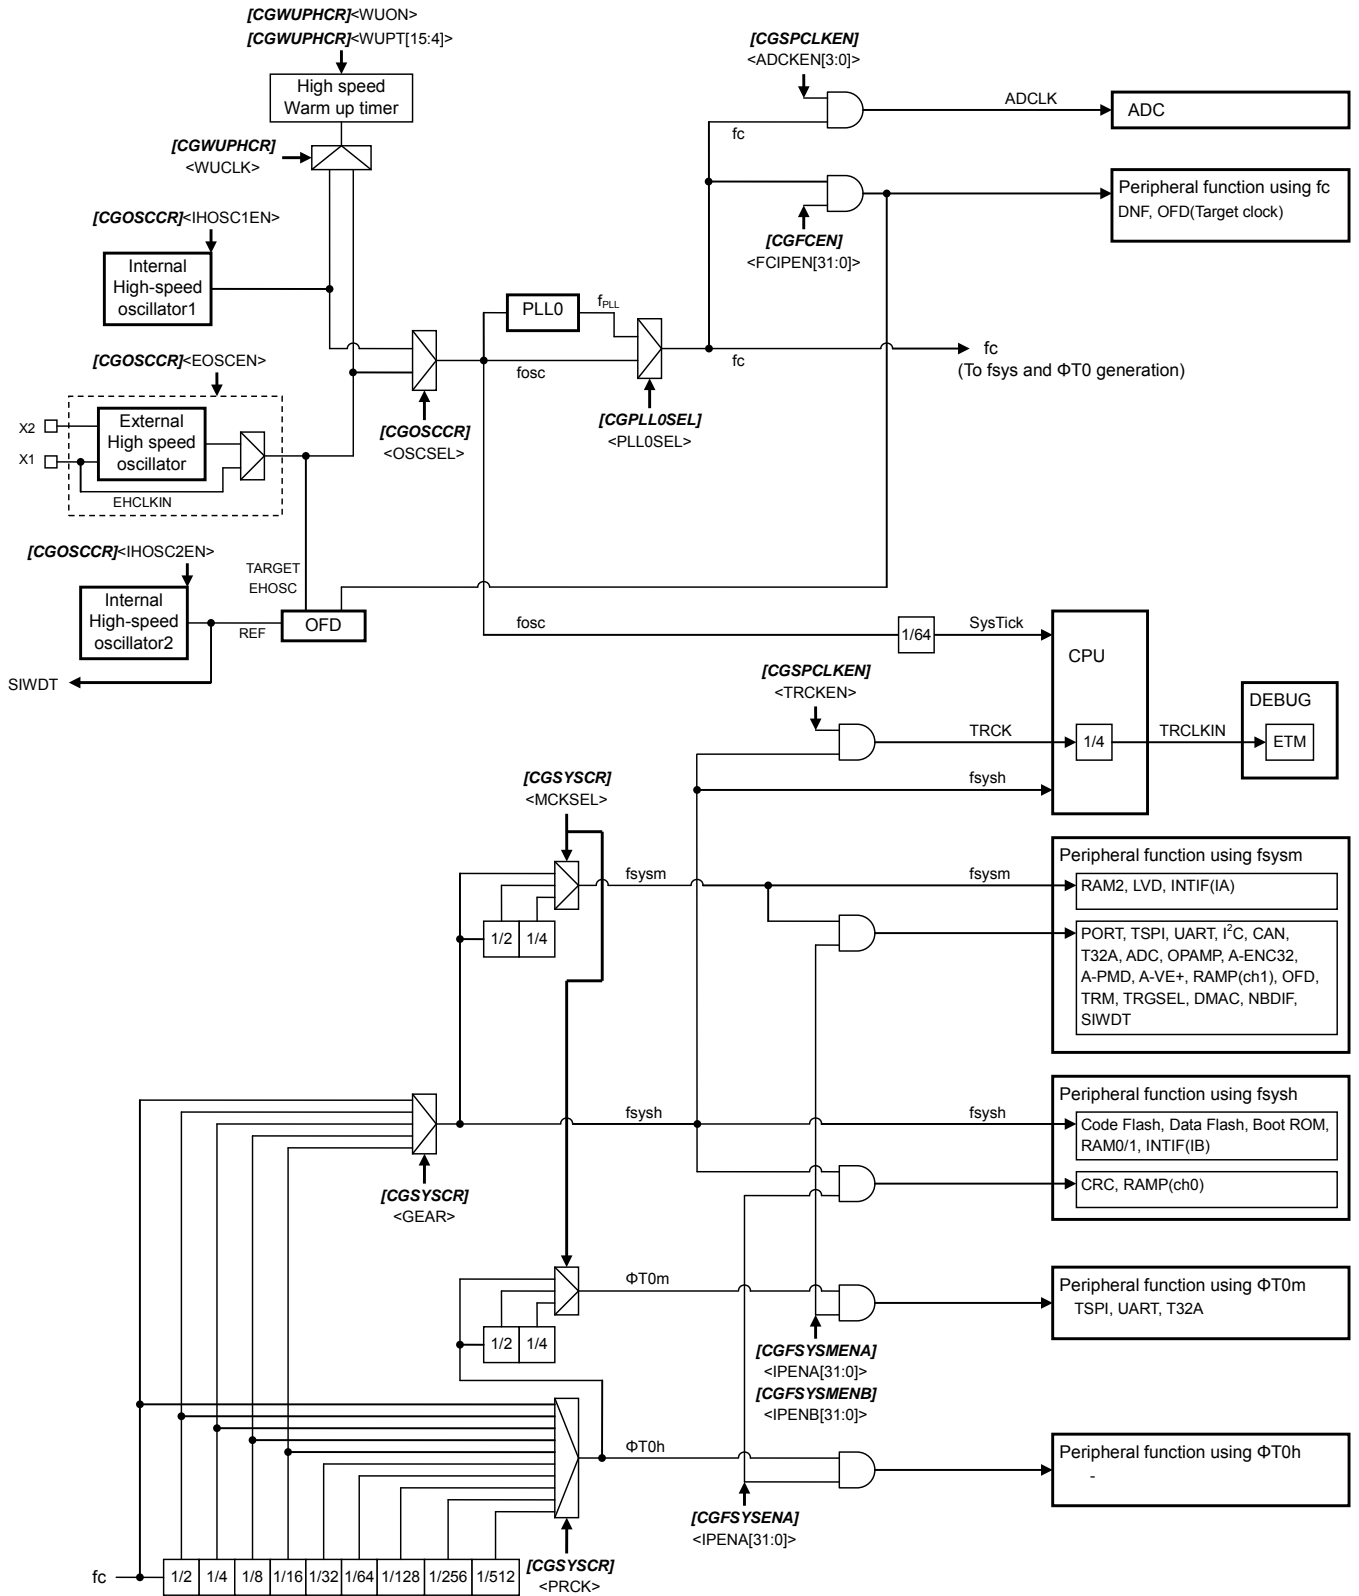 [CGWUPHCR]<WUON>
[CGWUPHCR]<WUPT[15:4]>
High speed
Warm up timer
[CGWUPHCR]
<WUCLK>
[CGSPCLKEN]
<ADCKEN[3:0]>
ADCLK
ADC
fc
Peripheral function using fc
DNF, OFD(Target clock)
[CGFCEN]
<FCIPEN[31:0]>
[CGOSCCR]<IHOSC1EN>
Internal
High-speed
oscillator1
PLL0
fPLL
fosc
fc
fc
(To fsys and ΦT0 generation)
[CGOSCCR]<EOSCEN>
X2
X1
External
High speed
oscillator
EHCLKIN
[CGOSCCR]
<OSCSEL>
[CGPLL0SEL]
<PLL0SEL>
[CGOSCCR]<IHOSC2EN>
Internal
High-speed
oscillator2
TARGET
EHOSC
REF
OFD
SIWDT
fosc
1/64
SysTick
CPU
[CGSPCLKEN]
<TRCKEN>
TRCK
1/4
TRCLKIN
DEBUG
ETM
fsysh
[CGSYSCR]
<MCKSEL>
1/2
1/4
fsysm
fsysm
Peripheral function using fsysm
RAM2, LVD, INTIF(IA)
PORT, TSPI, UART, I2C, CAN,
T32A, ADC, OPAMP, A-ENC32,
A-PMD, A-VE+, RAMP(ch1), OFD,
TRM, TRGSEL, DMAC, NBDIF,
SIWDT
fsysh
fsysh
Peripheral function using fsysh
Code Flash, Data Flash, Boot ROM,
RAM0/1, INTIF(IB)
CRC, RAMP(ch0)
[CGSYSCR]
<GEAR>
1/2
1/4
ΦT0m
Peripheral function using ΦT0m
TSPI, UART, T32A
[CGFSYSMENA]
<IPENA[31:0]>
[CGFSYSMENB]
<IPENB[31:0]>
ΦT0h
Peripheral function using ΦT0h
-
[CGFSYSENA]
<IPENA[31:0]>
fc
1/2
1/4
1/8
1/16
1/32
1/64
1/128
1/256
1/512
[CGSYSCR]
<PRCK>